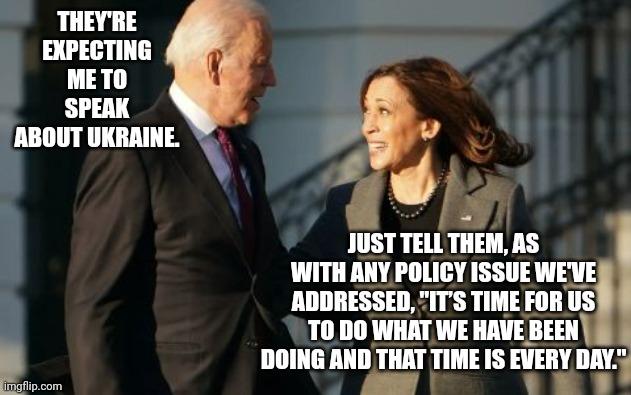 THEY'RE
EXPECTING
ME TO
SPEAK
ABOUT UKRAINE.
JUST TELL THEM, AS
WITH ANY POLICY ISSUE WE'VE
ADDRESSED, "IT'S TIME FOR US
TO DO WHAT WE HAVE BEEN
DOING AND THAT TIME IS EVERY DAY."
imgflip.com